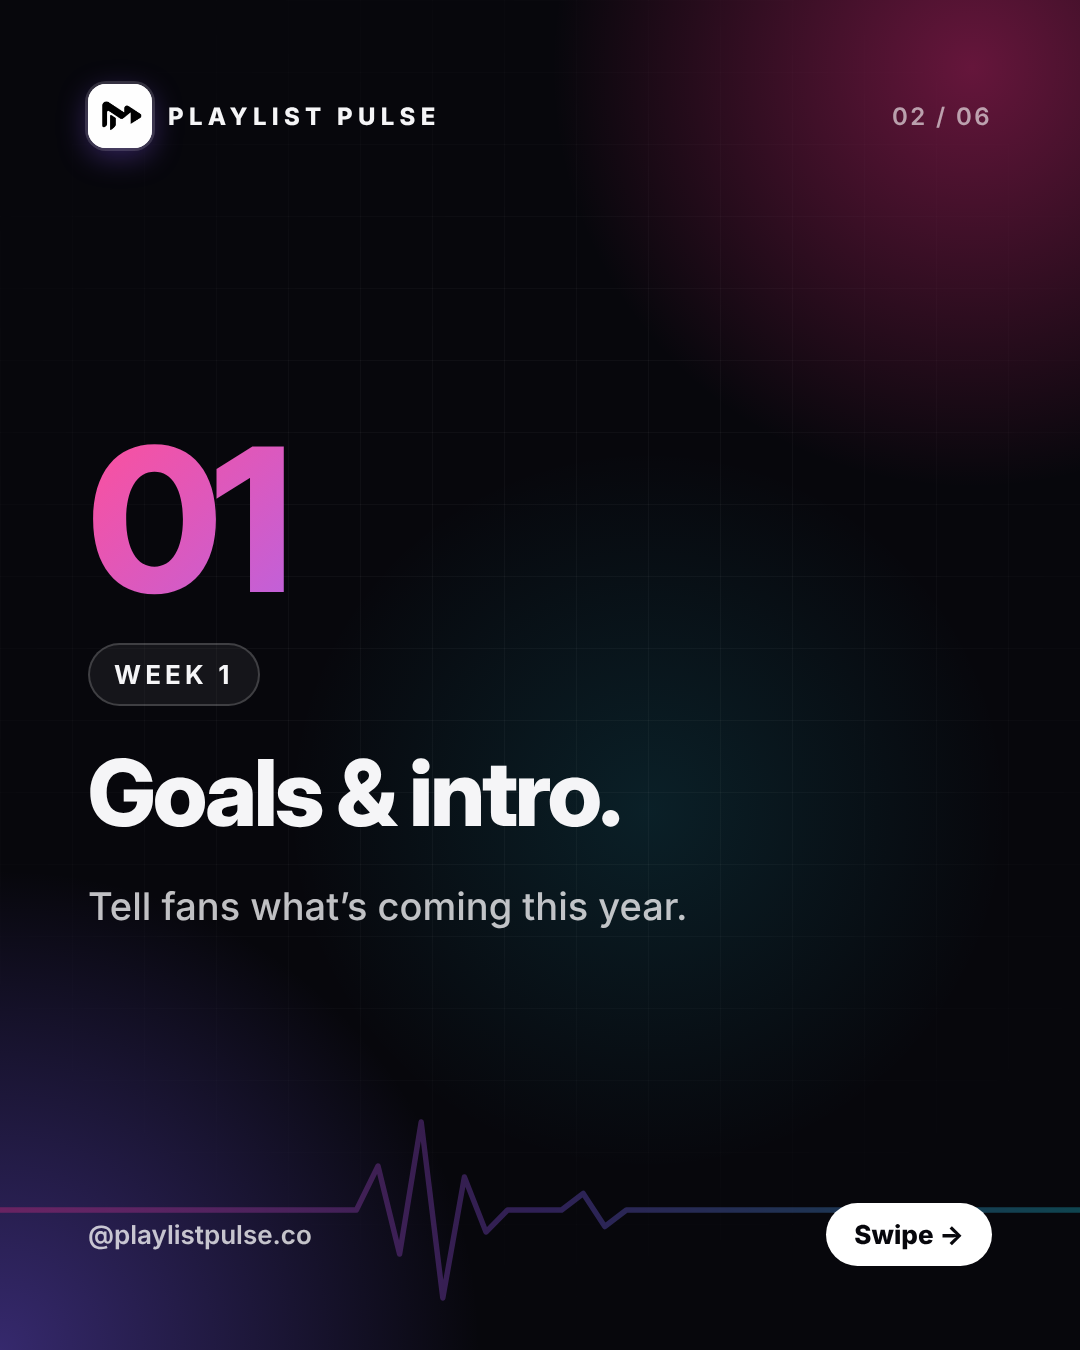 PLAYLIST PULSE
02 / 06
01
WEEK 1
Goals & intro.
Tell fans what’s coming this year.
@playlistpulse.co
Swipe →